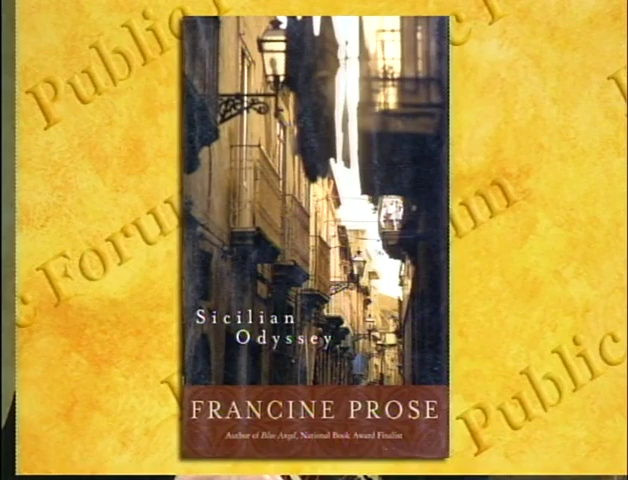 Public
Forum
Public
Sicilian
Odyssey
FRANCINE PROSE
Author of Blue Angel, National Book Award Finalist